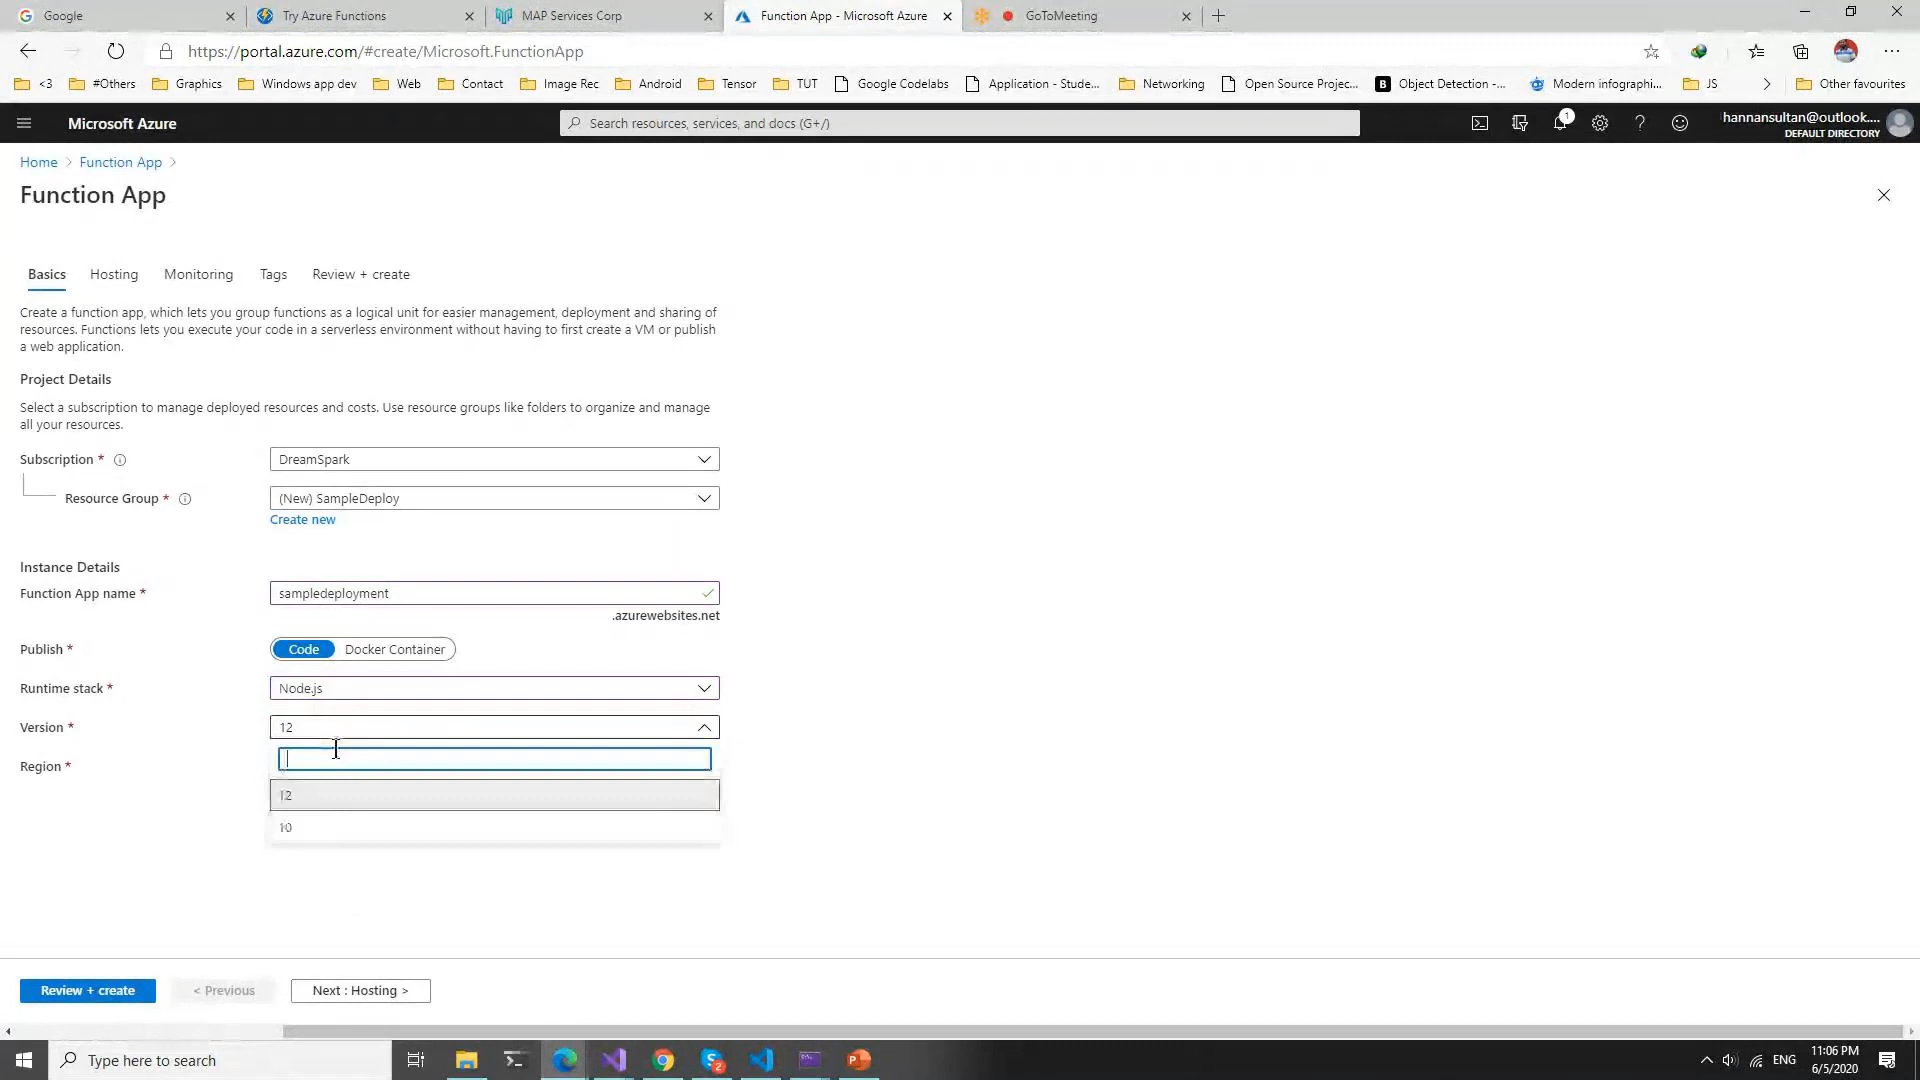 Google
Try Azure Functions
MAP Services Corp
Function App - Microsoft Azure
GoToMeeting
https://portal.azure.com/#create/Microsoft.FunctionApp
<3
#Others
Graphics
Windows app dev
Web
Contact
Image Rec
Android
Tensor
TUT
Google Codelabs
Application - Stude...
Networking
Open Source Projec...
Object Detection -...
Modern infographi...
JS
Other favourites
Microsoft Azure
Search resources, services, and docs (G+/)
1
hannansultan@outlook....
DEFAULT DIRECTORY
Home > Function App >
Function App
Basics
Hosting
Monitoring
Tags
Review + create
Create a function app, which lets you group functions as a logical unit for easier management, deployment and sharing of
resources. Functions lets you execute your code in a serverless environment without having to first create a VM or publish
a web application.
Project Details
Select a subscription to manage deployed resources and costs. Use resource groups like folders to organize and manage
all your resources.
Subscription *
DreamSpark
Resource Group *
(New) SampleDeploy
Create new
Instance Details
Function App name *
sampledeployment
.azurewebsites.net
Publish *
Code
Docker Container
Runtime stack *
Node.js
Version *
12
Region *
12
10
Review + create
< Previous
Next : Hosting >
Type here to search
2
ENG
11:06 PM
6/5/2020